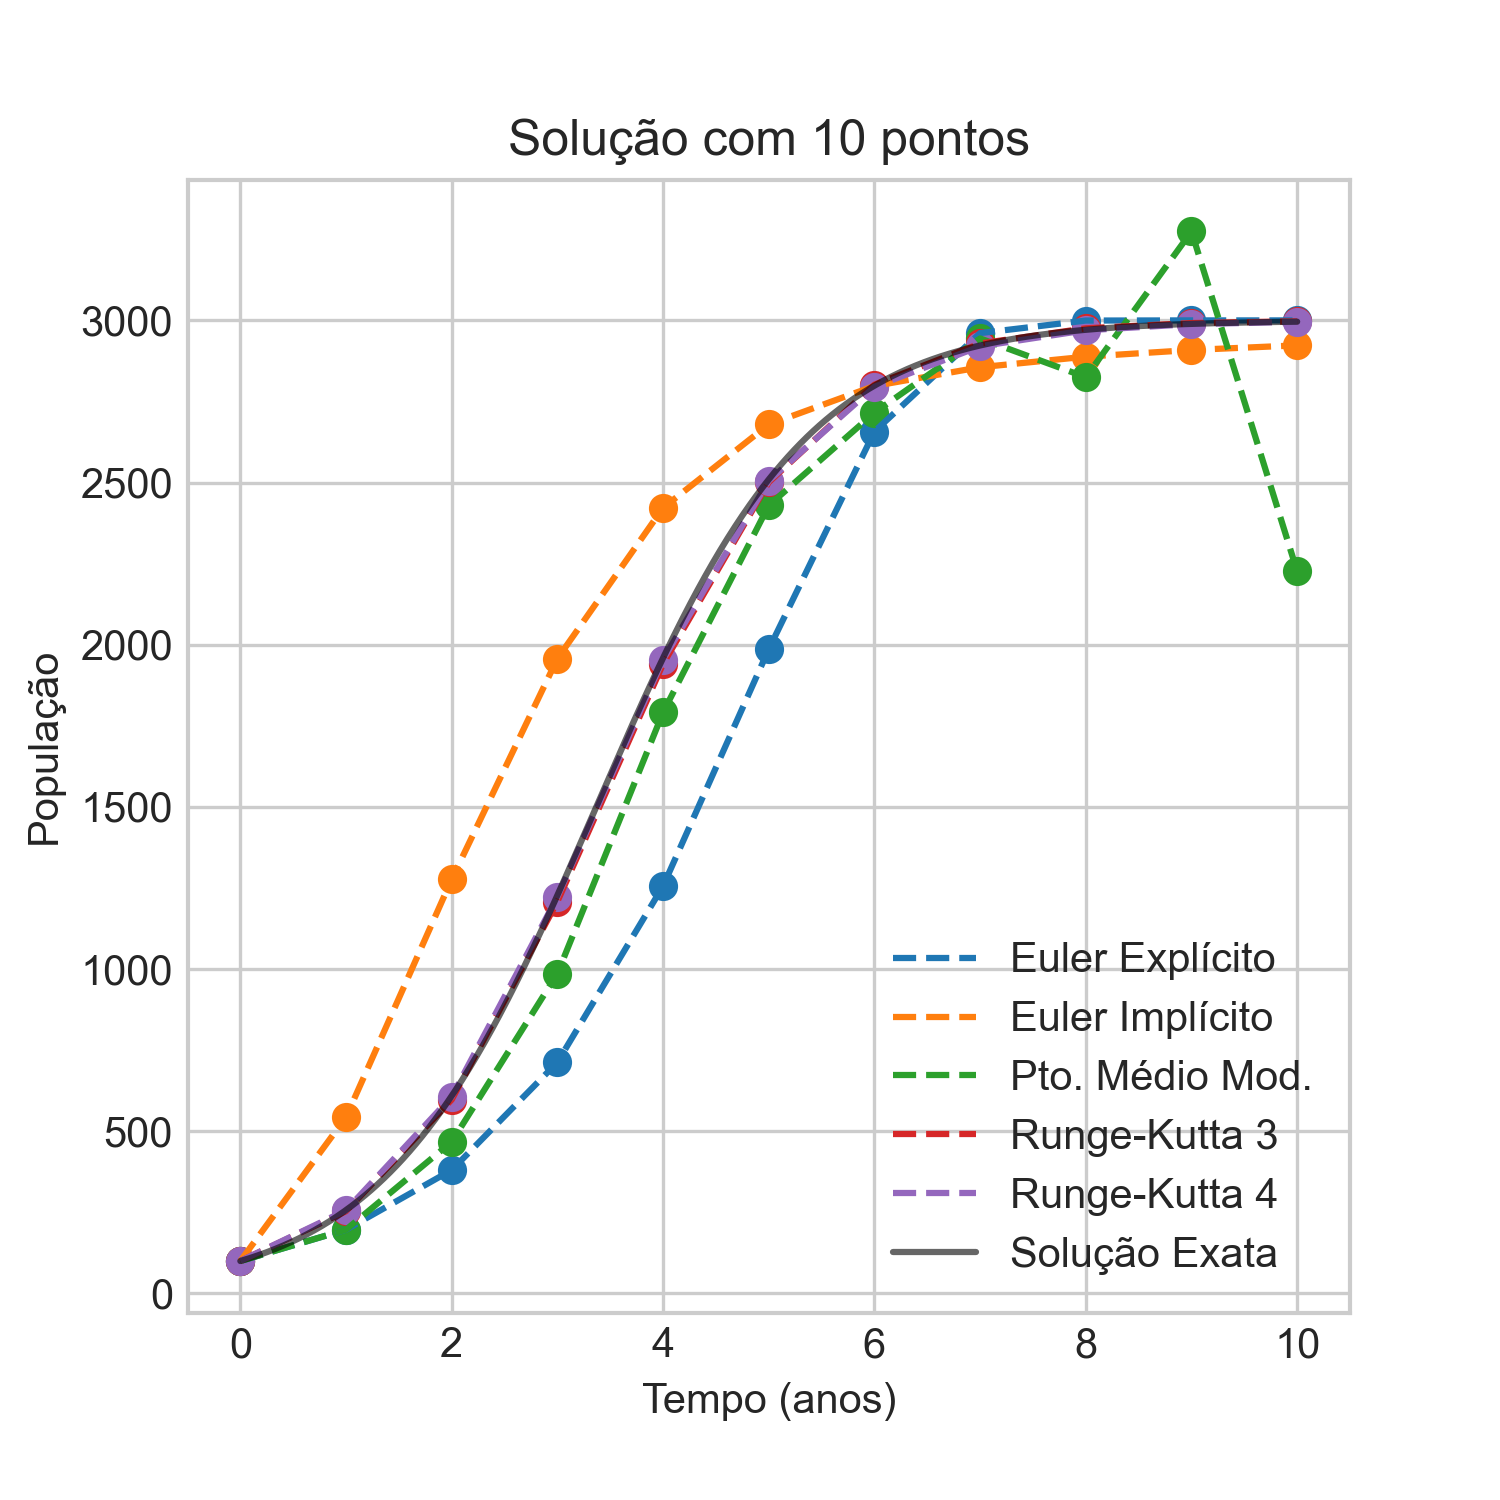 Solução com 10 pontos
População
3000
2500
2000
1500
1000
500
0
Euler Explícito
Euler Implícito
Pto. Médio Mod.
Runge-Kutta 3
Runge-Kutta 4
Solução Exata
0 2 4 6 8 10
Tempo (anos)